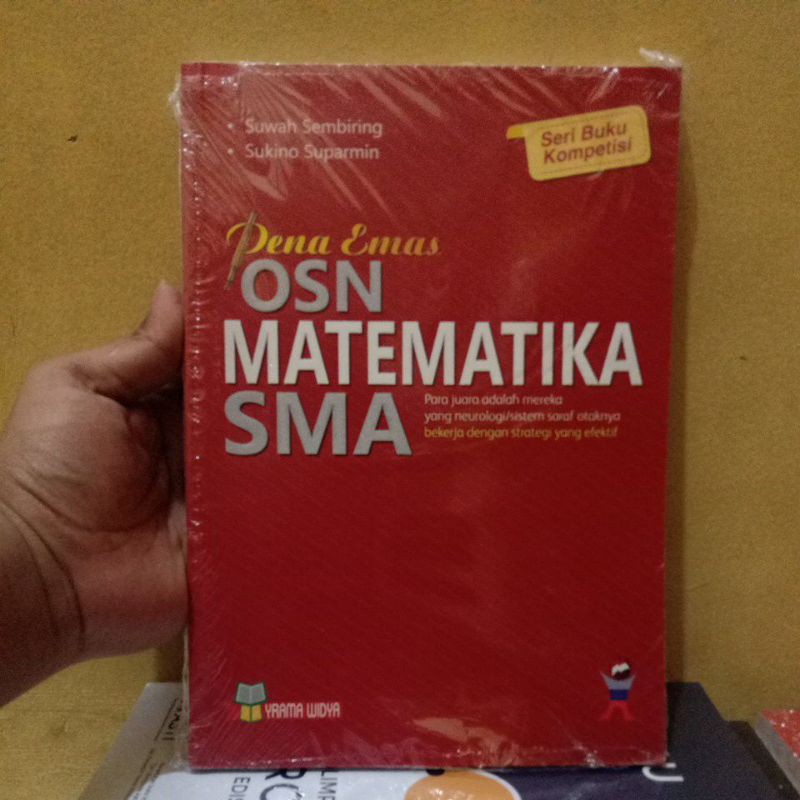 • Suwah Sembiring
• Sukino Suparmin
Seri Buku
Kompetisi
Pena Emas
OSN
MATEMATIKA
SMA
Para juara adalah mereka
yang neurologi/sistem saraf otaknya
bekerja dengan strategi yang efektif
YRAMA WIDYA